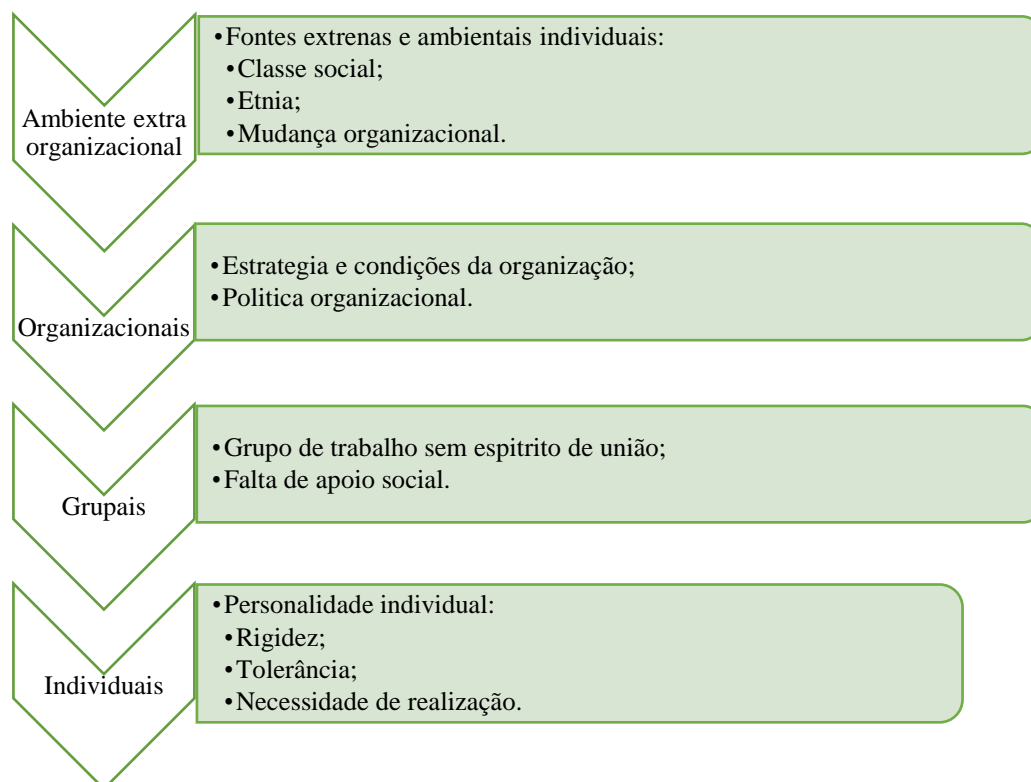 Ambiente extra
organizacional
•Fontes extrenas e ambientais individuais:
•Classe social;
•Etnia;
•Mudança organizacional.
Organizacionais
•Estrategia e condições da organização;
•Politica organizacional.
Grupais
•Grupo de trabalho sem espitrito de união;
•Falta de apoio social.
Individuais
•Personalidade individual:
•Rigidez;
•Tolerância;
•Necessidade de realização.